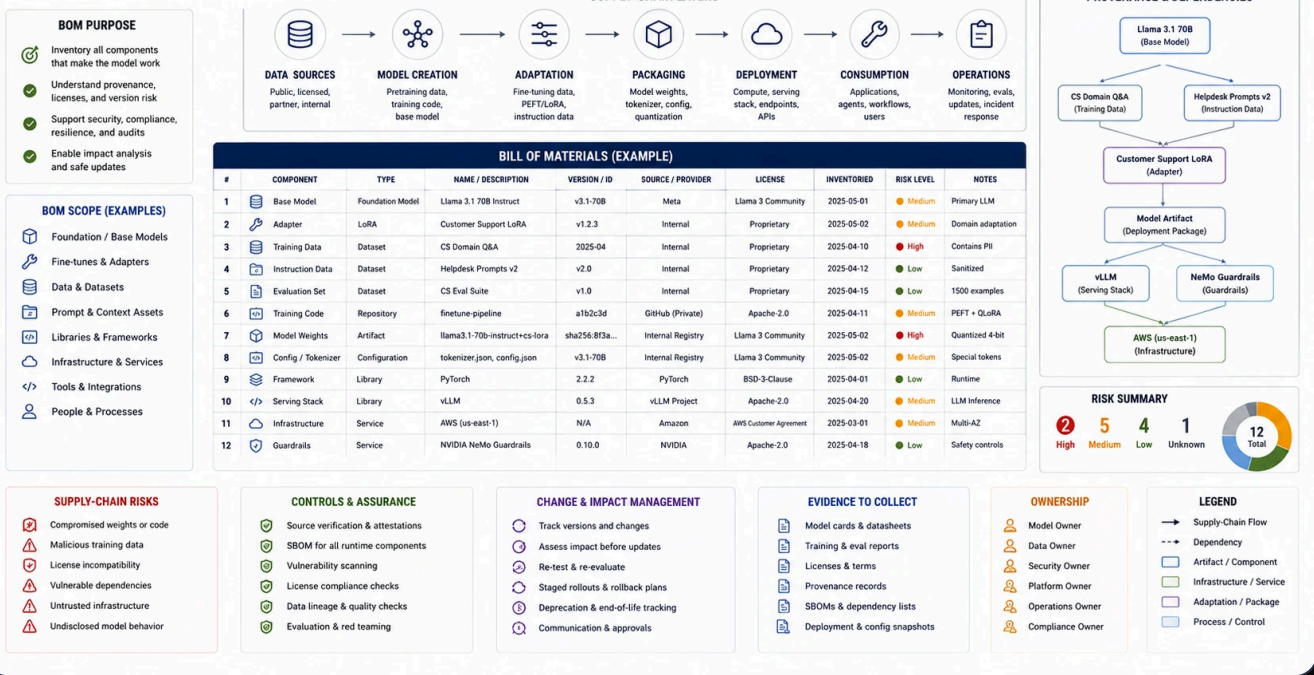 BOM PURPOSE
Inventory all components
that make the model work
Understand provenance,
licenses, and version risk
Support security, compliance,
resilience, and audits
Enable impact analysis
and safe updates
BOM SCOPE (EXAMPLES)
Foundation / Base Models
Fine-tunes & Adapters
Data & Datasets
Prompt & Context Assets
Libraries & Frameworks
Infrastructure & Services
Tools & Integrations
People & Processes
DATA SOURCES
Public, licensed,
partner, internal
MODEL CREATION
Pretraining data,
training code,
base model
ADAPTATION
Fine-tuning data,
PEFT/LoRA,
instruction data
PACKAGING
Model weights,
tokenizer, config,
quantization
DEPLOYMENT
Compute, serving
stack, endpoints,
APIs
CONSUMPTION
Applications,
agents, workflows,
users
OPERATIONS
Monitoring, evals,
updates, incident
response
BILL OF MATERIALS (EXAMPLE)
# COMPONENT TYPE NAME / DESCRIPTION VERSION / ID SOURCE / PROVIDER LICENSE INVENTORIED RISK LEVEL NOTES
1 Base Model Foundation Model Llama 3.1 70B Instruct v3.1-70B Meta Llama 3 Community 2025-05-01 Medium Primary LLM
2 Adapter LoRA Customer Support LoRA v1.2.3 Internal Proprietary 2025-05-02 Medium Domain adaptation
3 Training Data Dataset CS Domain Q&A 2025-04 Internal Proprietary 2025-04-10 High Contains PII
4 Instruction Data Dataset Helpdesk Prompts v2 v2.0 Internal Proprietary 2025-04-12 Low Sanitized
5 Evaluation Set Dataset CS Eval Suite v1.0 Internal Proprietary 2025-04-15 Low 1500 examples
6 Training Code Repository finetune-pipeline a1b2c3d GitHub (Private) Apache-2.0 2025-04-11 Medium PEFT + QLoRA
7 Model Weights Artifact llama3.1-70b-instruct+cs-lora sha256:8f3a... Internal Registry Llama 3 Community 2025-05-02 High Quantized 4-bit
8 Config / Tokenizer Configuration tokenizer.json, config.json v3.1-70B Internal Registry Llama 3 Community 2025-05-02 Medium Special tokens
9 Framework Library PyTorch 2.2.2 PyTorch BSD-3-Clause 2025-04-01 Low Runtime
10 Serving Stack Library vLLM 0.5.3 vLLM Project Apache-2.0 2025-04-20 Medium LLM Inference
11 Infrastructure Service AWS (us-east-1) N/A Amazon AWS Customer Agreement 2025-03-01 Medium Multi-AZ
12 Guardrails Service NVIDIA NeMo Guardrails 0.10.0 NVIDIA Apache-2.0 2025-04-18 Low Safety controls
Llama 3.1 70B
(Base Model)
CS Domain Q&A
(Training Data)
Helpdesk Prompts v2
(Instruction Data)
Customer Support LoRA
(Adapter)
Model Artifact
(Deployment Package)
vLLM
(Serving Stack)
NeMo Guardrails
(Guardrails)
AWS (us-east-1)
(Infrastructure)
RISK SUMMARY
2 5 4 1
High Medium Low Unknown
12
Total
SUPPLY-CHAIN RISKS
Compromised weights or code
Malicious training data
License incompatibility
Vulnerable dependencies
Untrusted infrastructure
Undisclosed model behavior
CONTROLS & ASSURANCE
Source verification & attestations
SBOM for all runtime components
Vulnerability scanning
License compliance checks
Data lineage & quality checks
Evaluation & red teaming
CHANGE & IMPACT MANAGEMENT
Track versions and changes
Assess impact before updates
Re-test & re-evaluate
Staged rollouts & rollback plans
Deprecation & end-of-life tracking
Communication & approvals
EVIDENCE TO COLLECT
Model cards & datasheets
Training & eval reports
Licenses & terms
Provenance records
SBOMs & dependency lists
Deployment & config snapshots
OWNERSHIP
Model Owner
Data Owner
Security Owner
Platform Owner
Operations Owner
Compliance Owner
LEGEND
Supply-Chain Flow
Dependency
Artifact / Component
Infrastructure / Service
Adaptation / Package
Process / Control